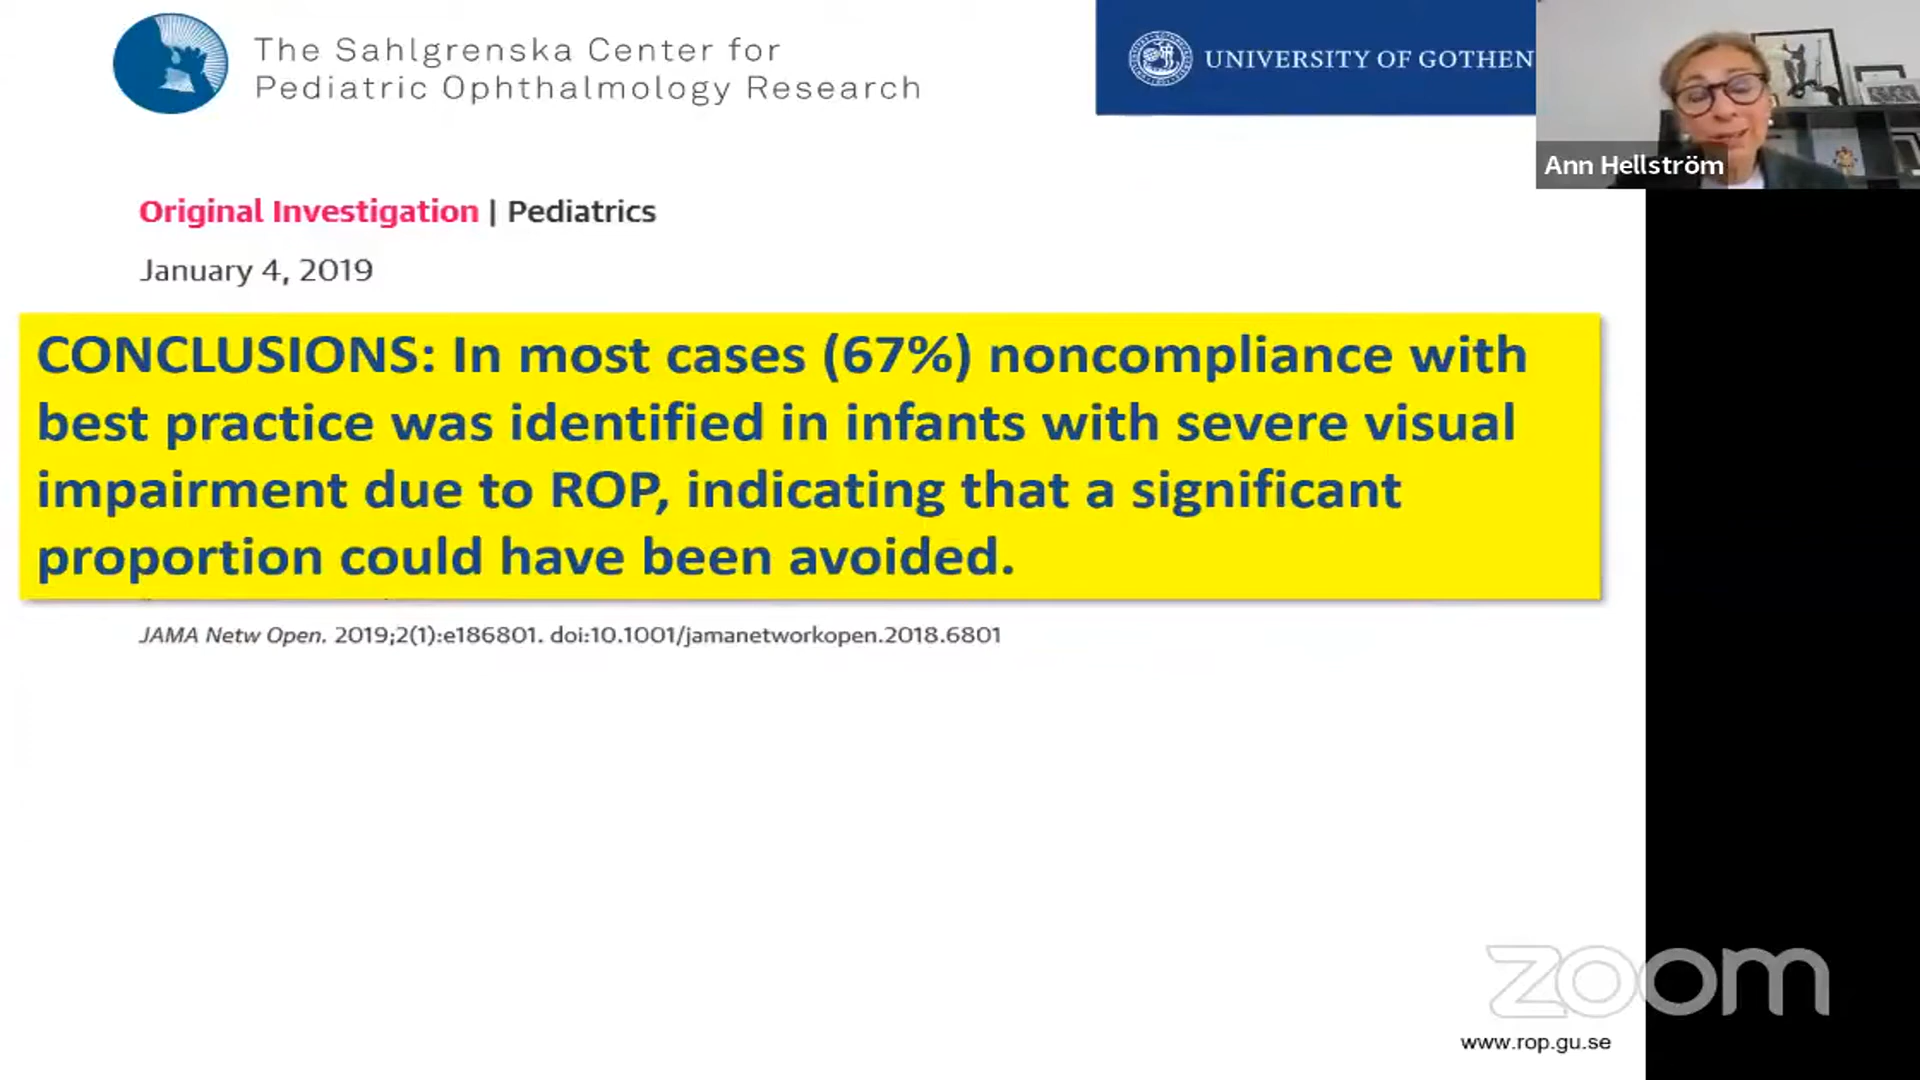 The Sahlgrenska Center for
Pediatric Ophthalmology Research
UNIVERSITY OF GOTHEN
Ann Hellström
Original Investigation | Pediatrics
January 4, 2019
CONCLUSIONS: In most cases (67%) noncompliance with
best practice was identified in infants with severe visual
impairment due to ROP, indicating that a significant
proportion could have been avoided.
JAMA Netw Open. 2019;2(1):e186801. doi:10.1001/jamanetworkopen.2018.6801
zoom
www.rop.gu.se